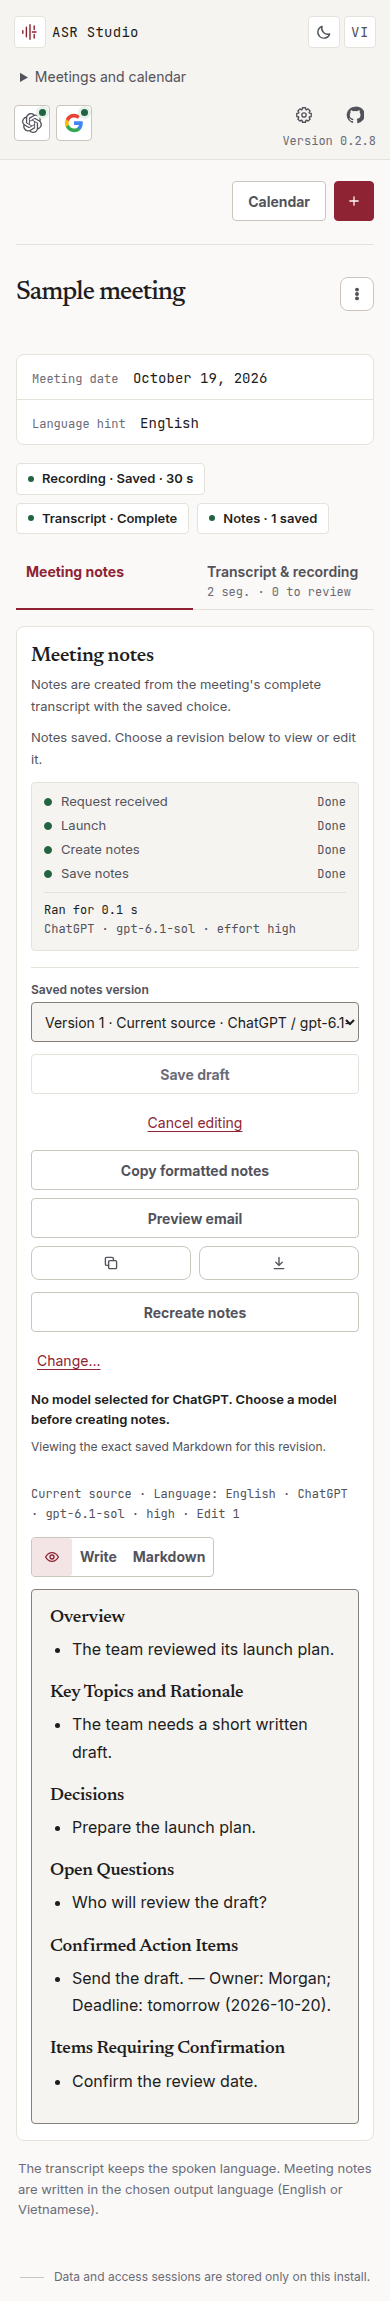 ASR Studio
VI
Meetings and calendar
Version 0.2.8
Calendar
+
Sample meeting
Meeting date October 19, 2026
Language hint English
Recording · Saved · 30 s
Transcript · Complete
Notes · 1 saved
Meeting notes
Transcript & recording
2 seg. · 0 to review
Meeting notes
Notes are created from the meeting's complete
transcript with the saved choice.
Notes saved. Choose a revision below to view or edit
it.
Request received Done
Launch Done
Create notes Done
Save notes Done
Ran for 0.1 s
ChatGPT · gpt-6.1-sol · effort high
Saved notes version
Version 1 · Current source · ChatGPT / gpt-6.1
Save draft
Cancel editing
Copy formatted notes
Preview email
Recreate notes
Change...
No model selected for ChatGPT. Choose a model
before creating notes.
Viewing the exact saved Markdown for this revision.
Current source · Language: English · ChatGPT
· gpt-6.1-sol · high · Edit 1
Write Markdown
Overview
• The team reviewed its launch plan.
Key Topics and Rationale
• The team needs a short written
draft.
Decisions
• Prepare the launch plan.
Open Questions
• Who will review the draft?
Confirmed Action Items
• Send the draft. — Owner: Morgan;
Deadline: tomorrow (2026-10-20).
Items Requiring Confirmation
• Confirm the review date.
The transcript keeps the spoken language. Meeting notes
are written in the chosen output language (English or
Vietnamese).
Data and access sessions are stored only on this install.